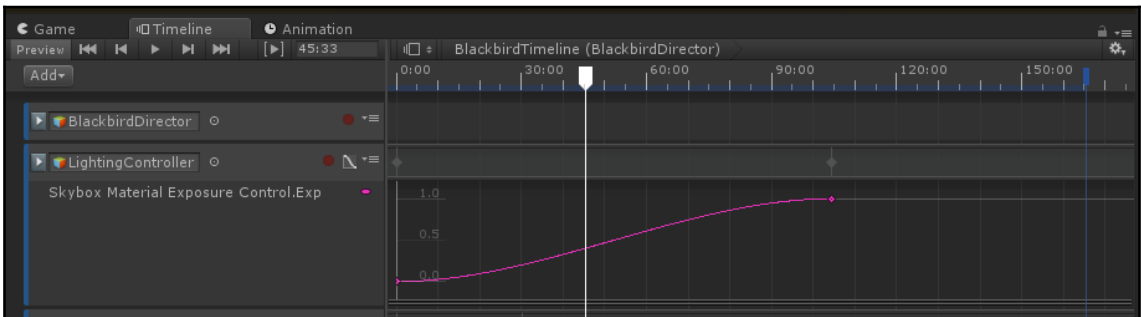 Game Timeline Animation
Preview 45:33 BlackbirdTimeline (BlackbirdDirector)
Add 0:00 30:00 60:00 90:00 120:00 150:00
BlackbirdDirector
LightingController
Skybox Material Exposure Control.Exp 1.0
0.5
0.0